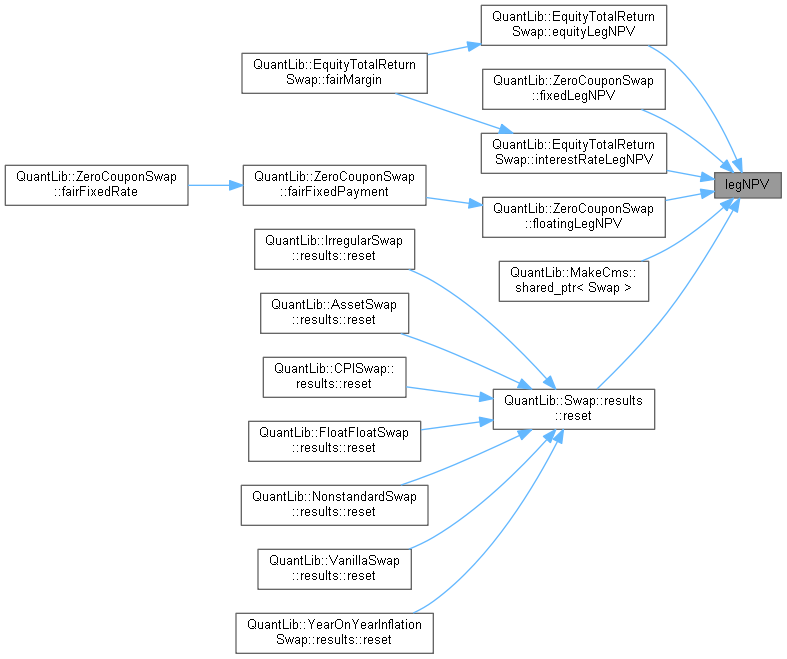 QuantLib::EquityTotalReturn
Swap::equityLegNPV
QuantLib::EquityTotalReturn
Swap::fairMargin
QuantLib::ZeroCouponSwap
::fixedLegNPV
QuantLib::EquityTotalReturn
Swap::interestRateLegNPV
QuantLib::ZeroCouponSwap
::fairFixedRate
QuantLib::ZeroCouponSwap
::fairFixedPayment
legNPV
QuantLib::ZeroCouponSwap
::floatingLegNPV
QuantLib::IrregularSwap
::results::reset
QuantLib::MakeCms::
shared_ptr< Swap >
QuantLib::AssetSwap
::results::reset
QuantLib::CPISwap::
results::reset
QuantLib::Swap::results
::reset
QuantLib::FloatFloatSwap
::results::reset
QuantLib::NonstandardSwap
::results::reset
QuantLib::VanillaSwap
::results::reset
QuantLib::YearOnYearInflation
Swap::results::reset